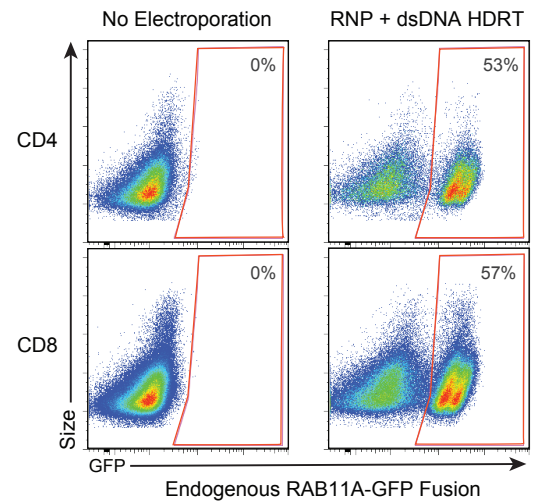 No Electroporation
RNP + dsDNA HDRT
CD4
0%
53%
CD8
0%
57%
Size
GFP
Endogenous RAB11A-GFP Fusion